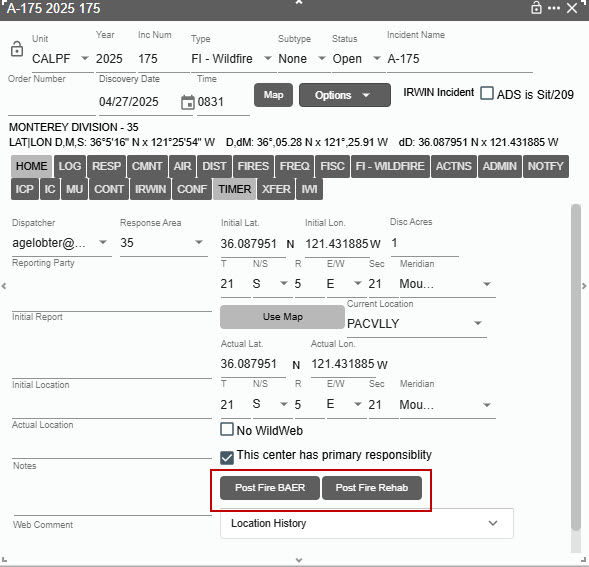 A-175 2025 175
Unit Year Inc Num Type Subtype Status Incident Name
CALPF 2025 175 FI - Wildfire None Open A-175
Order Number Discovery Date Time
04/27/2025 0831 Map Options IRWIN Incident ADS is Sit/209
MONTEREY DIVISION - 35
LAT|LON D,M,S: 36°5'16" N x 121°25'54" W D,dM: 36°,05.28 N x 121°,25.91 W dD: 36.087951 N x 121.431885 W
HOME LOG RESP CMNT AIR DIST FIRES FREQ FISC FI - WILDFIRE ACTNS ADMIN NOTFY
ICP IC MU CONT IRWIN CONF TIMER XFER IWI
Dispatcher Response Area Initial Lat. Initial Lon. Disc Acres
agelobter@... 35 36.087951 N 121.431885 W 1
Reporting Party T N/S R E/W Sec Meridian
21 S 5 E 21 Mou...
Initial Report Use Map Current Location
PACVLLY
Actual Lat. Actual Lon.
36.087951 N 121.431885 W
Initial Location T N/S R E/W Sec Meridian
21 S 5 E 21 Mou...
Actual Location No WildWeb
This center has primary responsiblity
Notes
Post Fire BAER Post Fire Rehab
Web Comment Location History